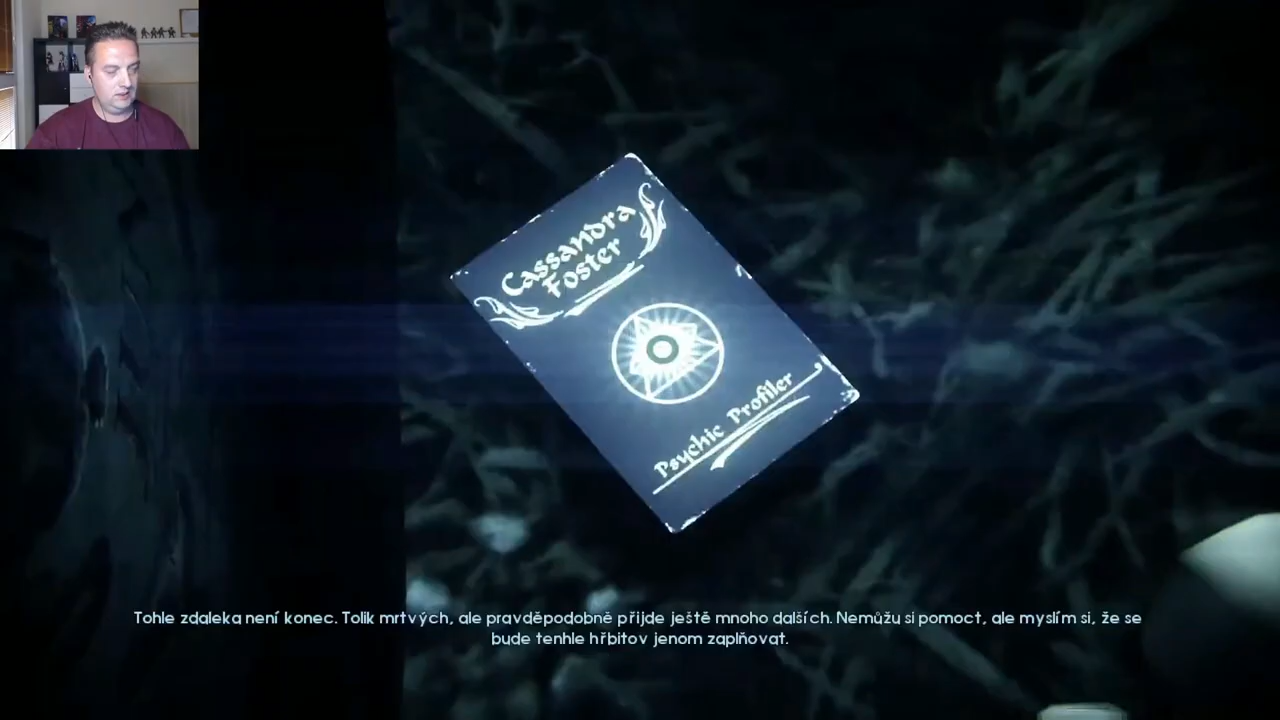 Cassandra
Foster
Psychic Profiler
Tohle zdaleka není konec. Tolik mrtvých, ale pravděpodobně přijde ještě mnoho dalších. Nemůžu si pomoct, ale myslím si, že se
bude tenhle hřbitov jenom zaplňovat.